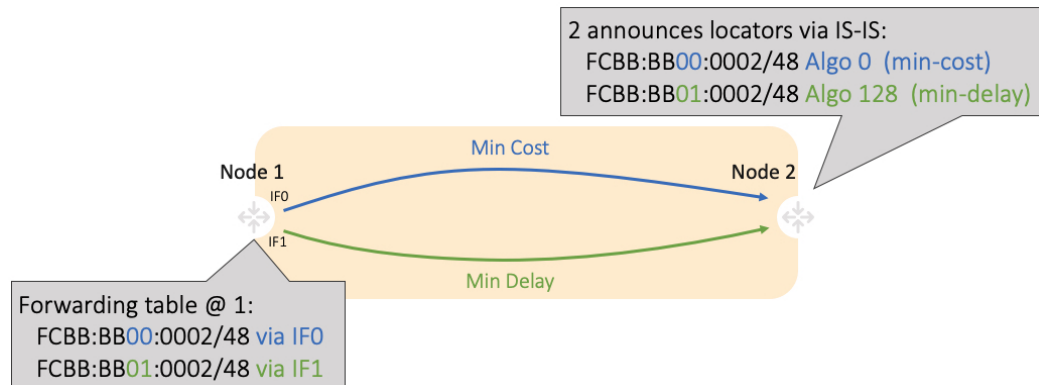 2 announces locators via IS-IS:
FCBB:BB00:0002/48 Algo 0 (min-cost)
FCBB:BB01:0002/48 Algo 128 (min-delay)
Min Cost
Node 1
Node 2
IF0
IF1
Min Delay
Forwarding table @ 1:
FCBB:BB00:0002/48 via IF0
FCBB:BB01:0002/48 via IF1